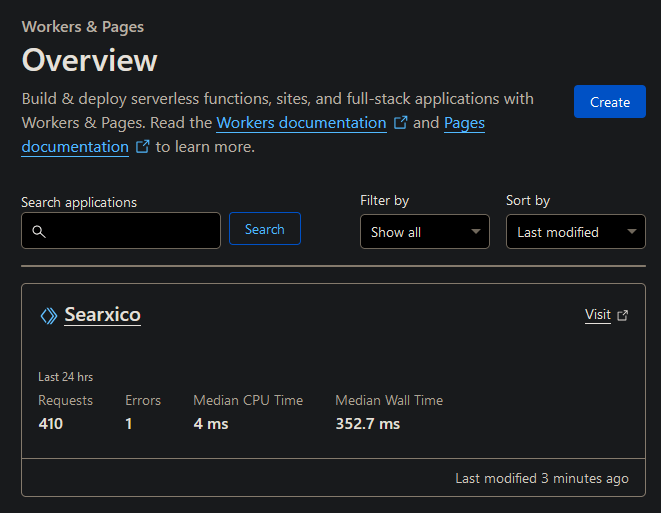 Workers & Pages
Overview
Build & deploy serverless functions, sites, and full-stack applications with
Workers & Pages. Read the Workers documentation and Pages
documentation to learn more.
Create
Search applications
Search
Filter by
Show all
Sort by
Last modified
Searxico
Visit
Last 24 hrs
Requests Errors Median CPU Time Median Wall Time
410 1 4 ms 352.7 ms
Last modified 3 minutes ago